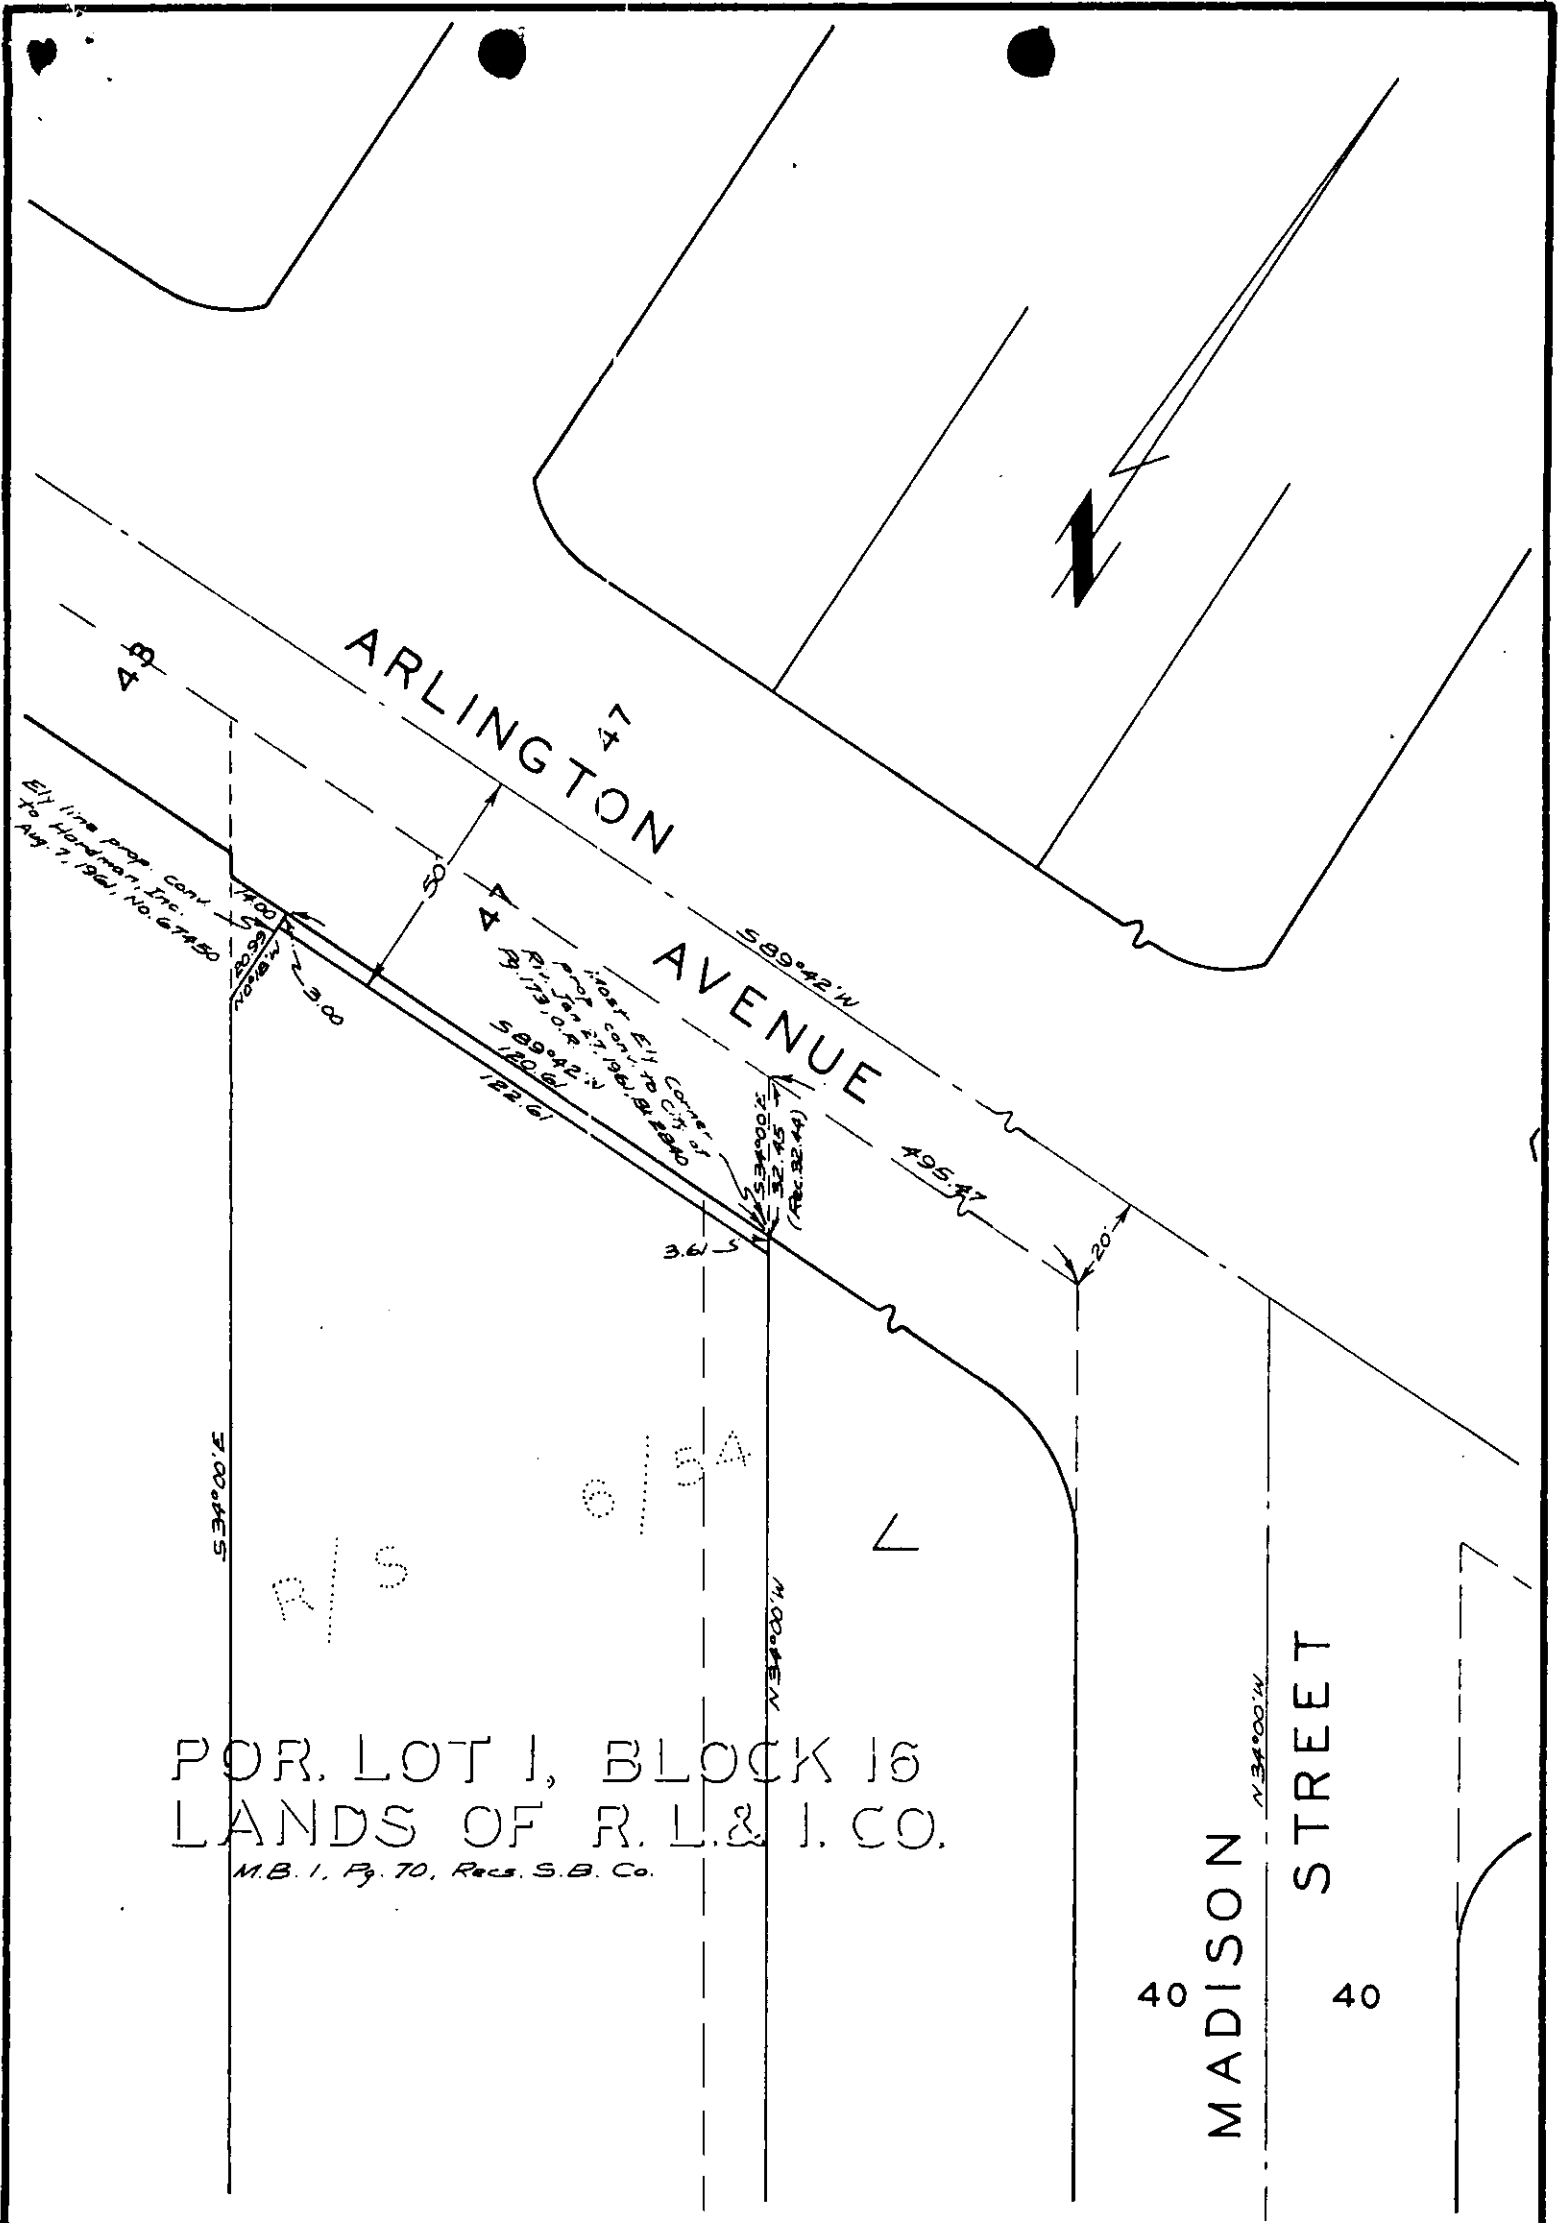 43
ARLINGTON
47
AVENUE
S89°42'W
50'
47
Ely line prop. conv.
to Hardman, Inc.
Aug. 7, 1961, No. 67450
14.00
20.99
N0°18'W
3.00
Most Ely Corner
prop. conv. to City of
Riv. Jan 27, 1961, Bk 2840
Pg. 173, O.R.
S89°42'W
120.61
122.61
S34°00'E
32.45
(Rec. 32.44)
495.47
20'
3.61
S34°00'E
R/S 6/54
N34°00'W
POR. LOT 1, BLOCK 16
LANDS OF R. L. & I. CO.
M.B. 1, Pg. 70, Recs. S.B. Co.
N34°00'W
MADISON
STREET
40
40